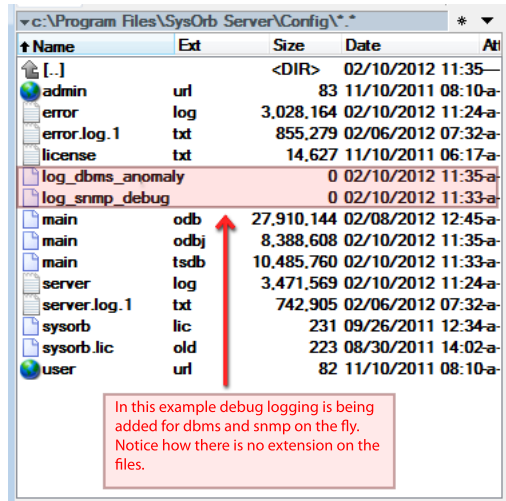 c:\Program Files\SysOrb Server\Config\*.* *
Name Ext Size Date Att
[..] <DIR> 02/10/2012 11:35—
admin url 83 11/10/2011 08:10-a-
error log 3,028,164 02/10/2012 11:24-a-
error.log.1 txt 855,279 02/06/2012 07:32-a-
license txt 14,627 11/10/2011 06:17-a-
log_dbms_anomaly 0 02/10/2012 11:35-a-
log_snmp_debug 0 02/10/2012 11:33-a-
main odb 27,910,144 02/08/2012 12:45-a-
main odbj 8,388,608 02/10/2012 11:35-a-
main tsdb 10,485,760 02/10/2012 11:33-a-
server log 3,471,569 02/10/2012 11:24-a-
server.log.1 txt 742,905 02/06/2012 07:32-a-
sysorb lic 231 09/26/2011 12:34-a-
sysorb.lic old 223 08/30/2011 14:02-a-
user url 82 11/10/2011 08:10-a-
In this example debug logging is being
added for dbms and snmp on the fly.
Notice how there is no extension on the
files.